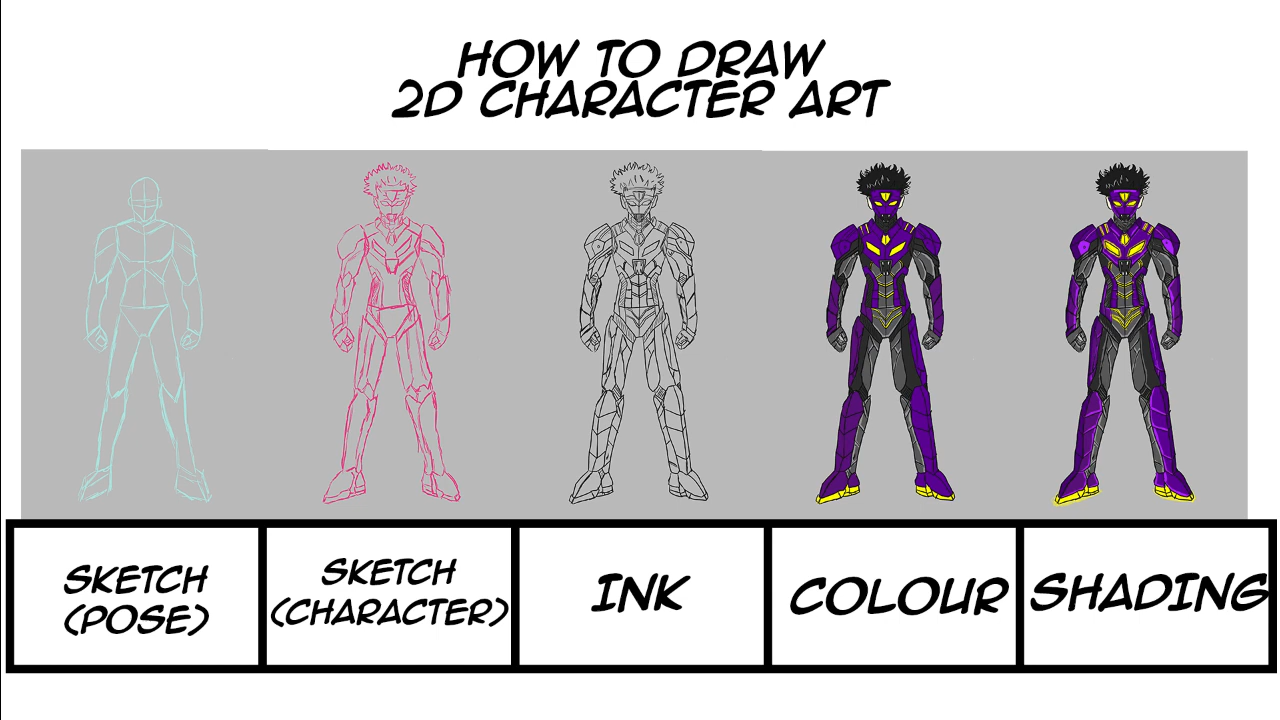 HOW TO DRAW
2D CHARACTER ART
SKETCH
(POSE)
SKETCH
(CHARACTER)
INK
COLOUR
SHADING